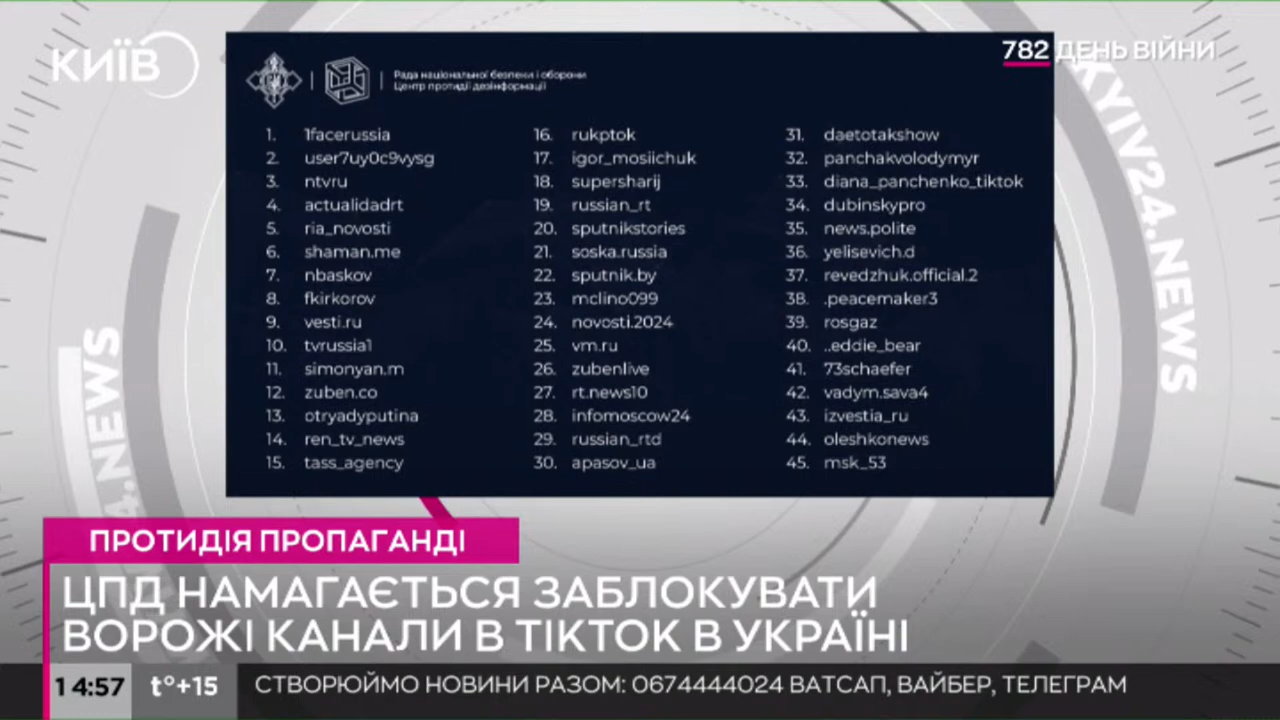 КИЇВ
782 ДЕНЬ ВІЙНИ
Рада національної безпеки і оборони
Центр протидії дезінформації
1. 1facerussia
2. user7uy0c9vysg
3. ntvru
4. actualidadrt
5. ria_novosti
6. shaman.me
7. nbaskov
8. fkirkorov
9. vesti.ru
10. tvrussia1
11. simonyan.m
12. zuben.co
13. otryadyputina
14. ren_tv_news
15. tass_agency
16. rukptok
17. igor_mosiichuk
18. supersharij
19. russian_rt
20. sputnikstories
21. soska.russia
22. sputnik.by
23. mclino099
24. novosti.2024
25. vm.ru
26. zubenlive
27. rt.news10
28. infomoscow24
29. russian_rtd
30. apasov_ua
31. daetotakshow
32. panchakvolodymyr
33. diana_panchenko_tiktok
34. dubinskypro
35. news.polite
36. yelisevich.d
37. revedzhuk.official.2
38. .peacemaker3
39. rosgaz
40. ..eddie_bear
41. 73schaefer
42. vadym.sava4
43. izvestia_ru
44. oleshkonews
45. msk_53
KYIV24.NEWS
24.NEWS
ПРОТИДІЯ ПРОПАГАНДІ
ЦПД НАМАГАЄТЬСЯ ЗАБЛОКУВАТИ
ВОРОЖІ КАНАЛИ В ТІКТОК В УКРАЇНІ
14:57 t°+15 СТВОРЮЙМО НОВИНИ РАЗОМ: 0674444024 ВАТСАП, ВАЙБЕР, ТЕЛЕГРАМ